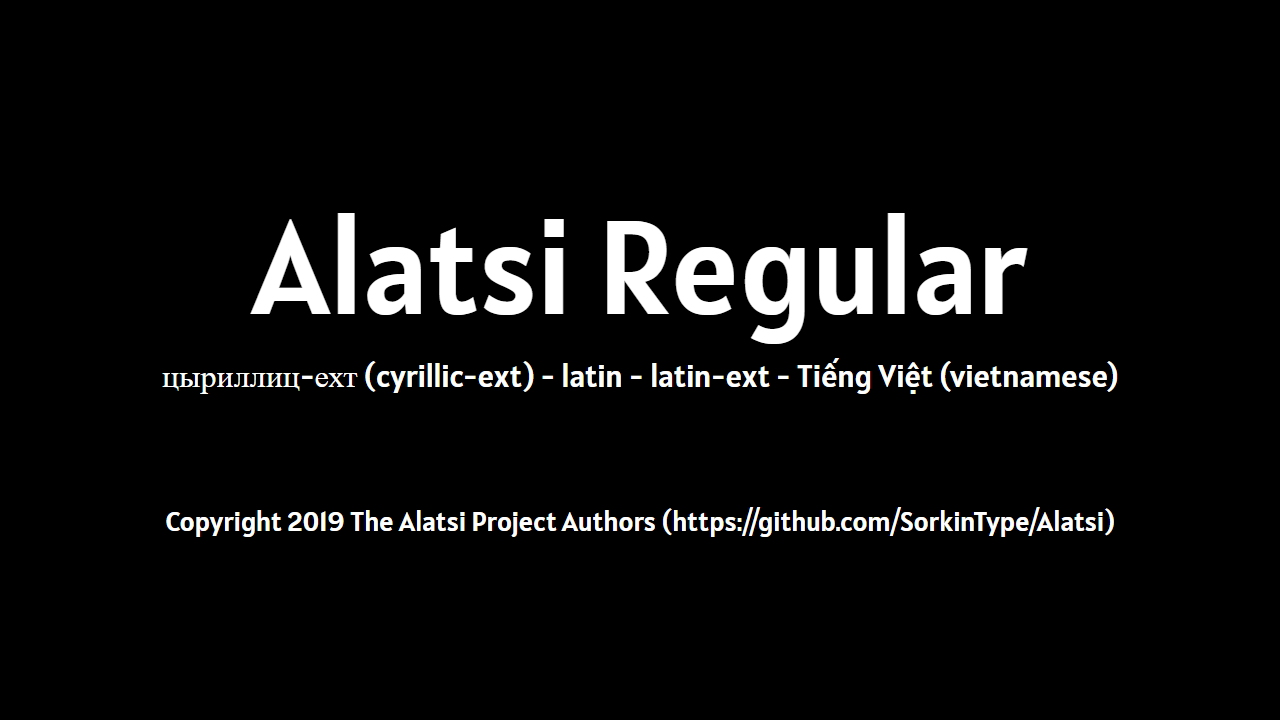 Alatsi Regular
цыриллиц-ехт (cyrillic-ext) - latin - latin-ext - Tiếng Việt (vietnamese)
Copyright 2019 The Alatsi Project Authors (https://github.com/SorkinType/Alatsi)